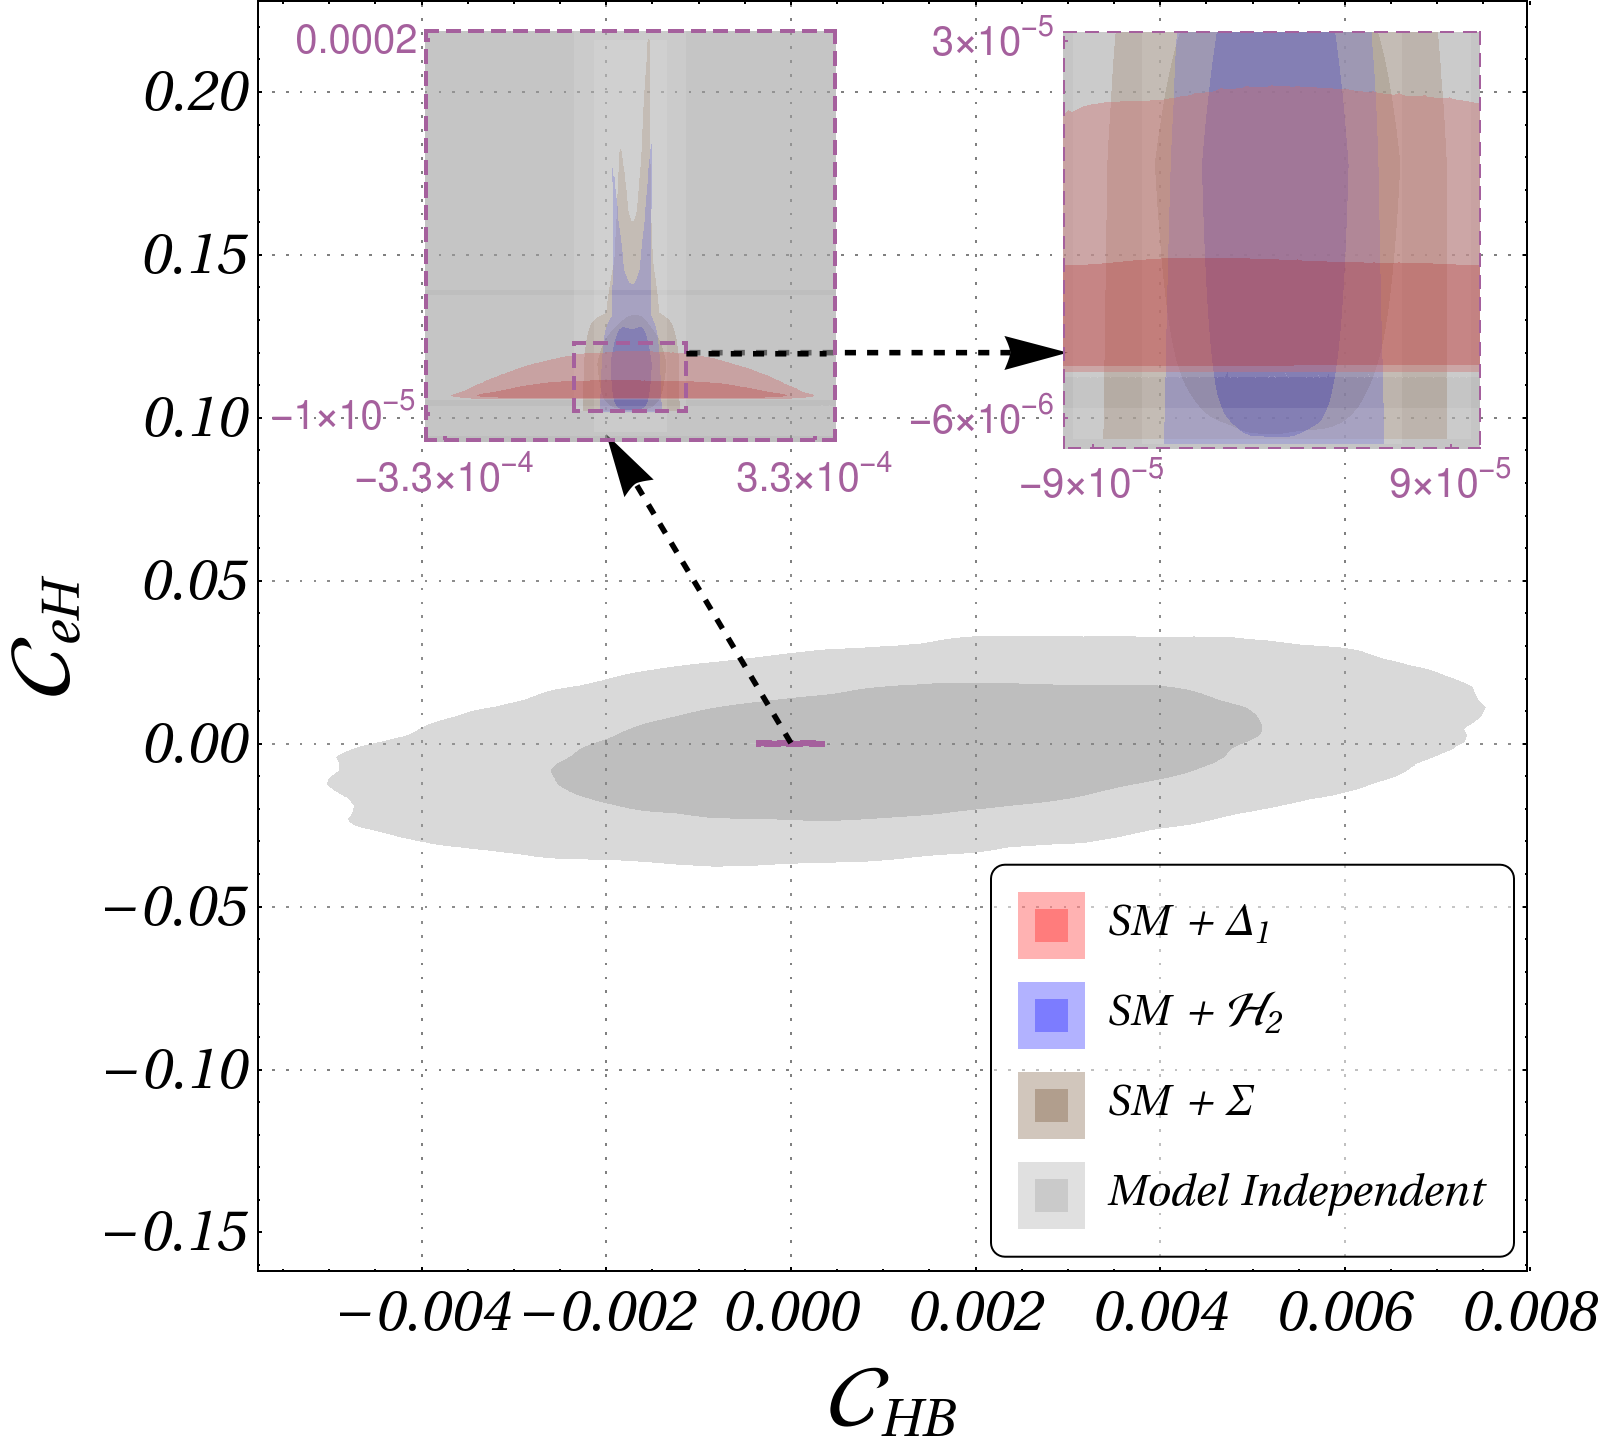 0.0002
−1×10⁻⁵
−3.3×10⁻⁴ 3.3×10⁻⁴
3×10⁻⁵
−6×10⁻⁶
−9×10⁻⁵ 9×10⁻⁵
0.20
0.15
0.10
0.05
0.00
−0.05
−0.10
−0.15
𝒞eH
SM + Δ₁
SM + ℋ₂
SM + Σ
Model Independent
−0.004 −0.002 0.000 0.002 0.004 0.006 0.008
𝒞HB